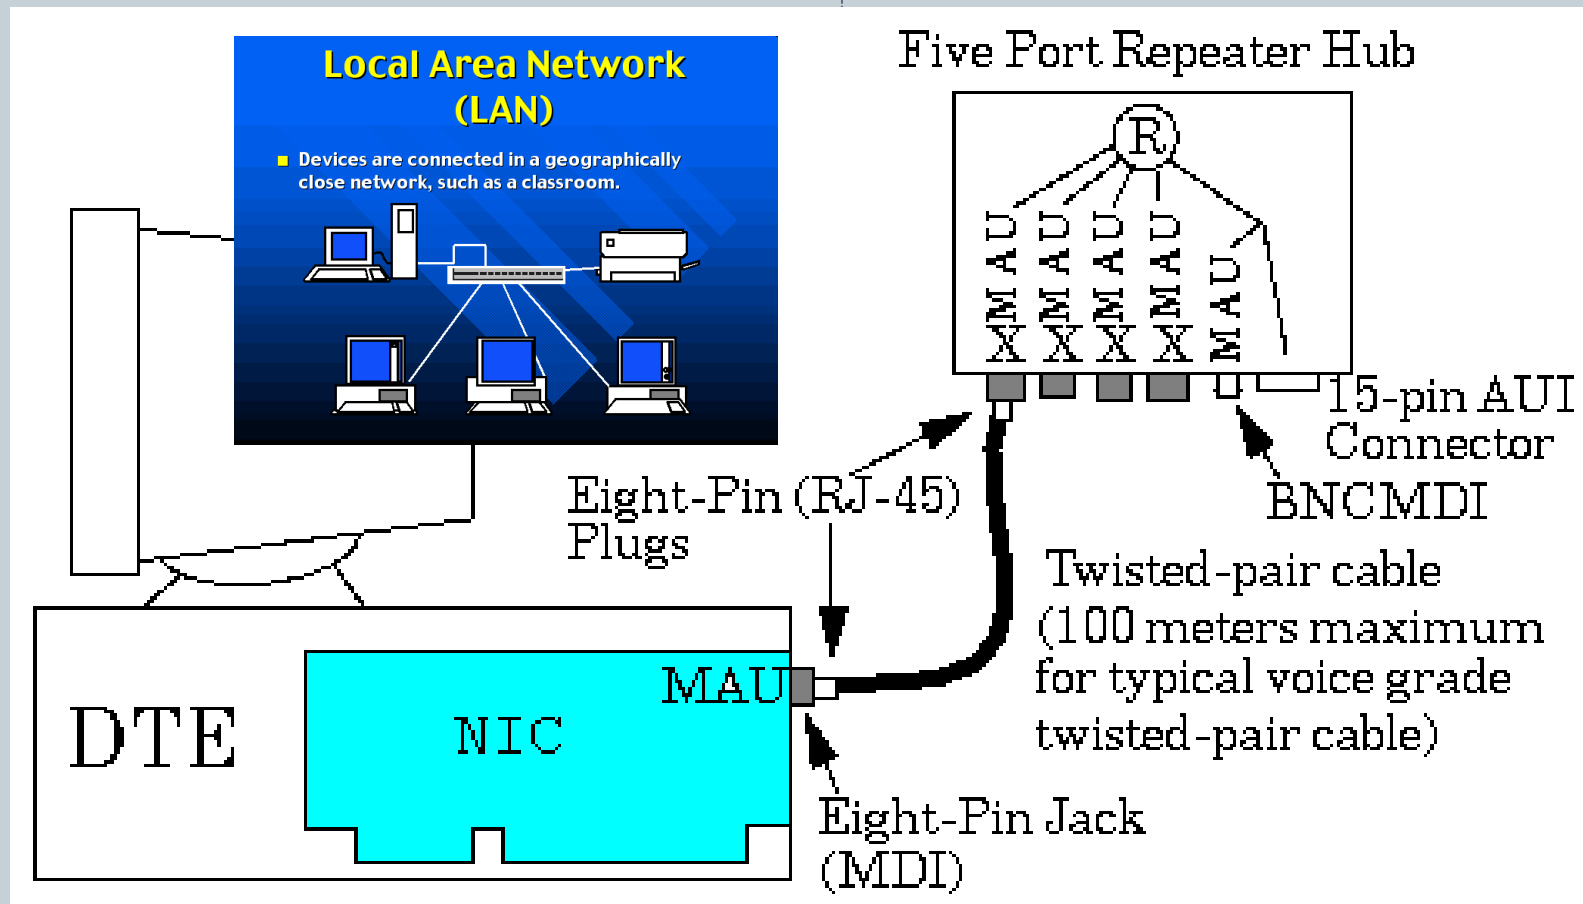 Local Area Network
(LAN)
Devices are connected in a geographically
close network, such as a classroom.
Five Port Repeater Hub
R
X MAU
X MAU
X MAU
X MAU
MAU
15-pin AUI
Connector
BNCMDI
Eight-Pin (RJ-45)
Plugs
Twisted-pair cable
(100 meters maximum
for typical voice grade
twisted-pair cable)
DTE
NIC
MAU
Eight-Pin Jack
(MDI)